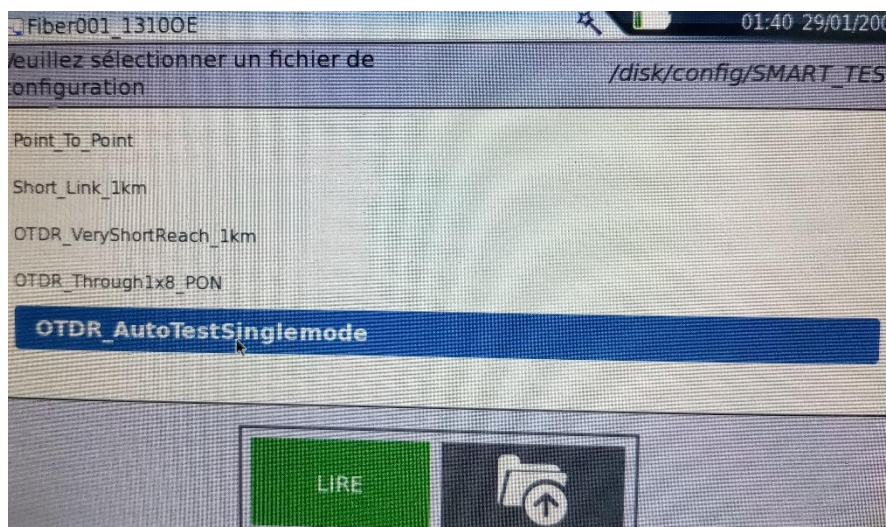 Fiber001_1310OE
01:40 29/01/200
Veuillez sélectionner un fichier de
configuration
/disk/config/SMART_TES
Point_To_Point
Short_Link_1km
OTDR_VeryShortReach_1km
OTDR_Through1x8_PON
OTDR_AutoTestSinglemode
LIRE